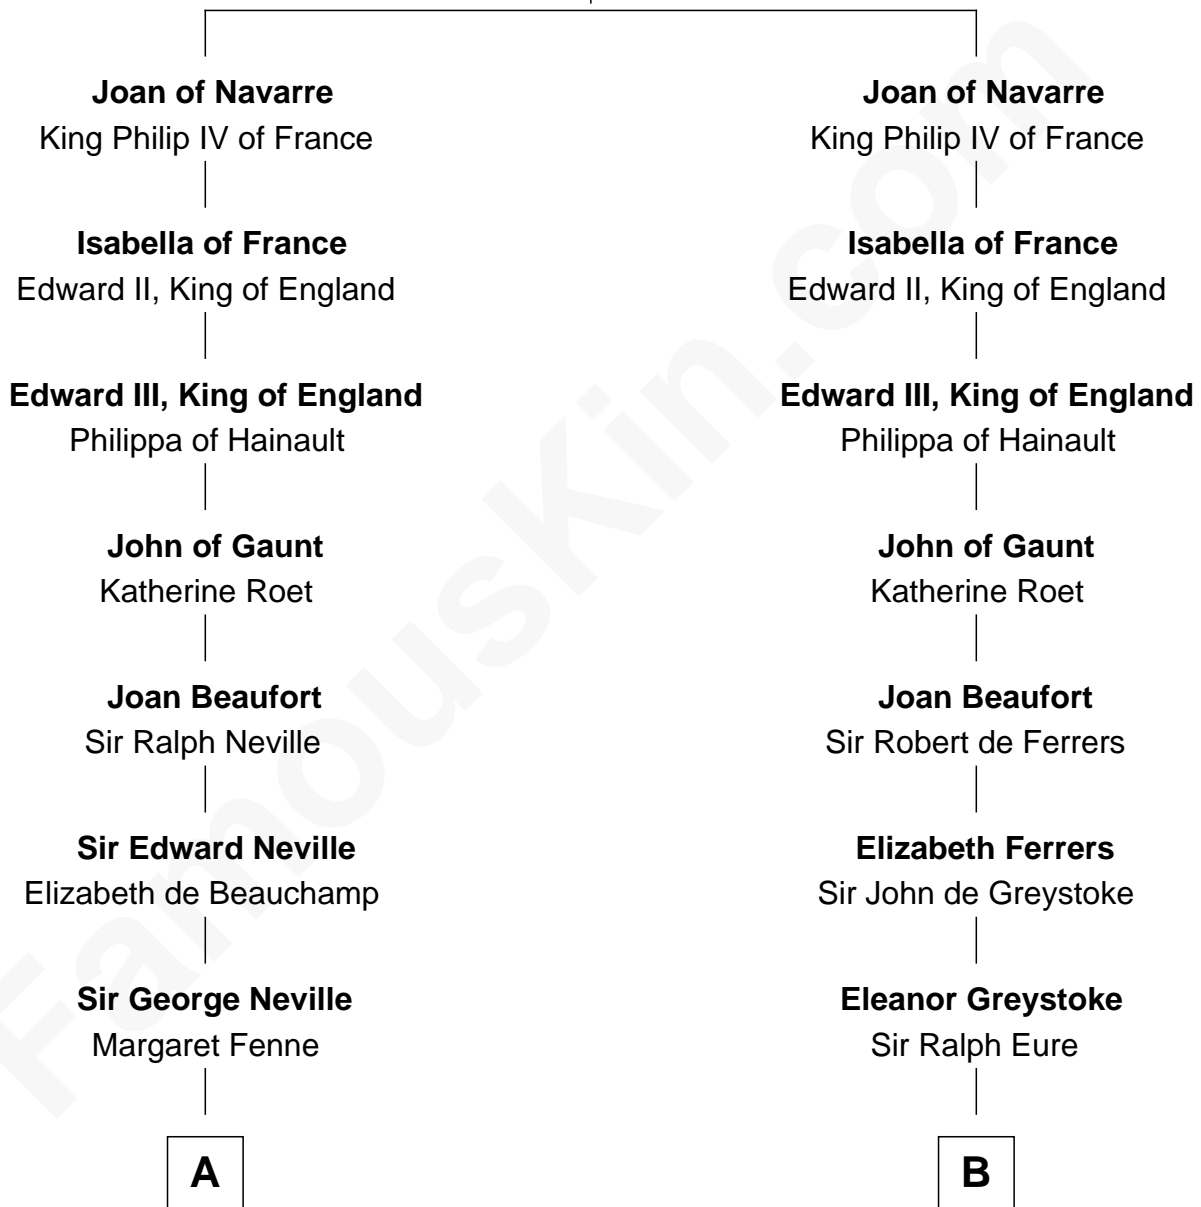 Joan of Navarre
King Philip IV of France
Isabella of France
Edward II, King of England
Edward III, King of England
Philippa of Hainault
John of Gaunt
Katherine Roet
Joan Beaufort
Sir Ralph Neville
Sir Edward Neville
Elizabeth de Beauchamp
Sir George Neville
Margaret Fenne
A
Joan of Navarre
King Philip IV of France
Isabella of France
Edward II, King of England
Edward III, King of England
Philippa of Hainault
John of Gaunt
Katherine Roet
Joan Beaufort
Sir Robert de Ferrers
Elizabeth Ferrers
Sir John de Greystoke
Eleanor Greystoke
Sir Ralph Eure
B
FamousKin.com